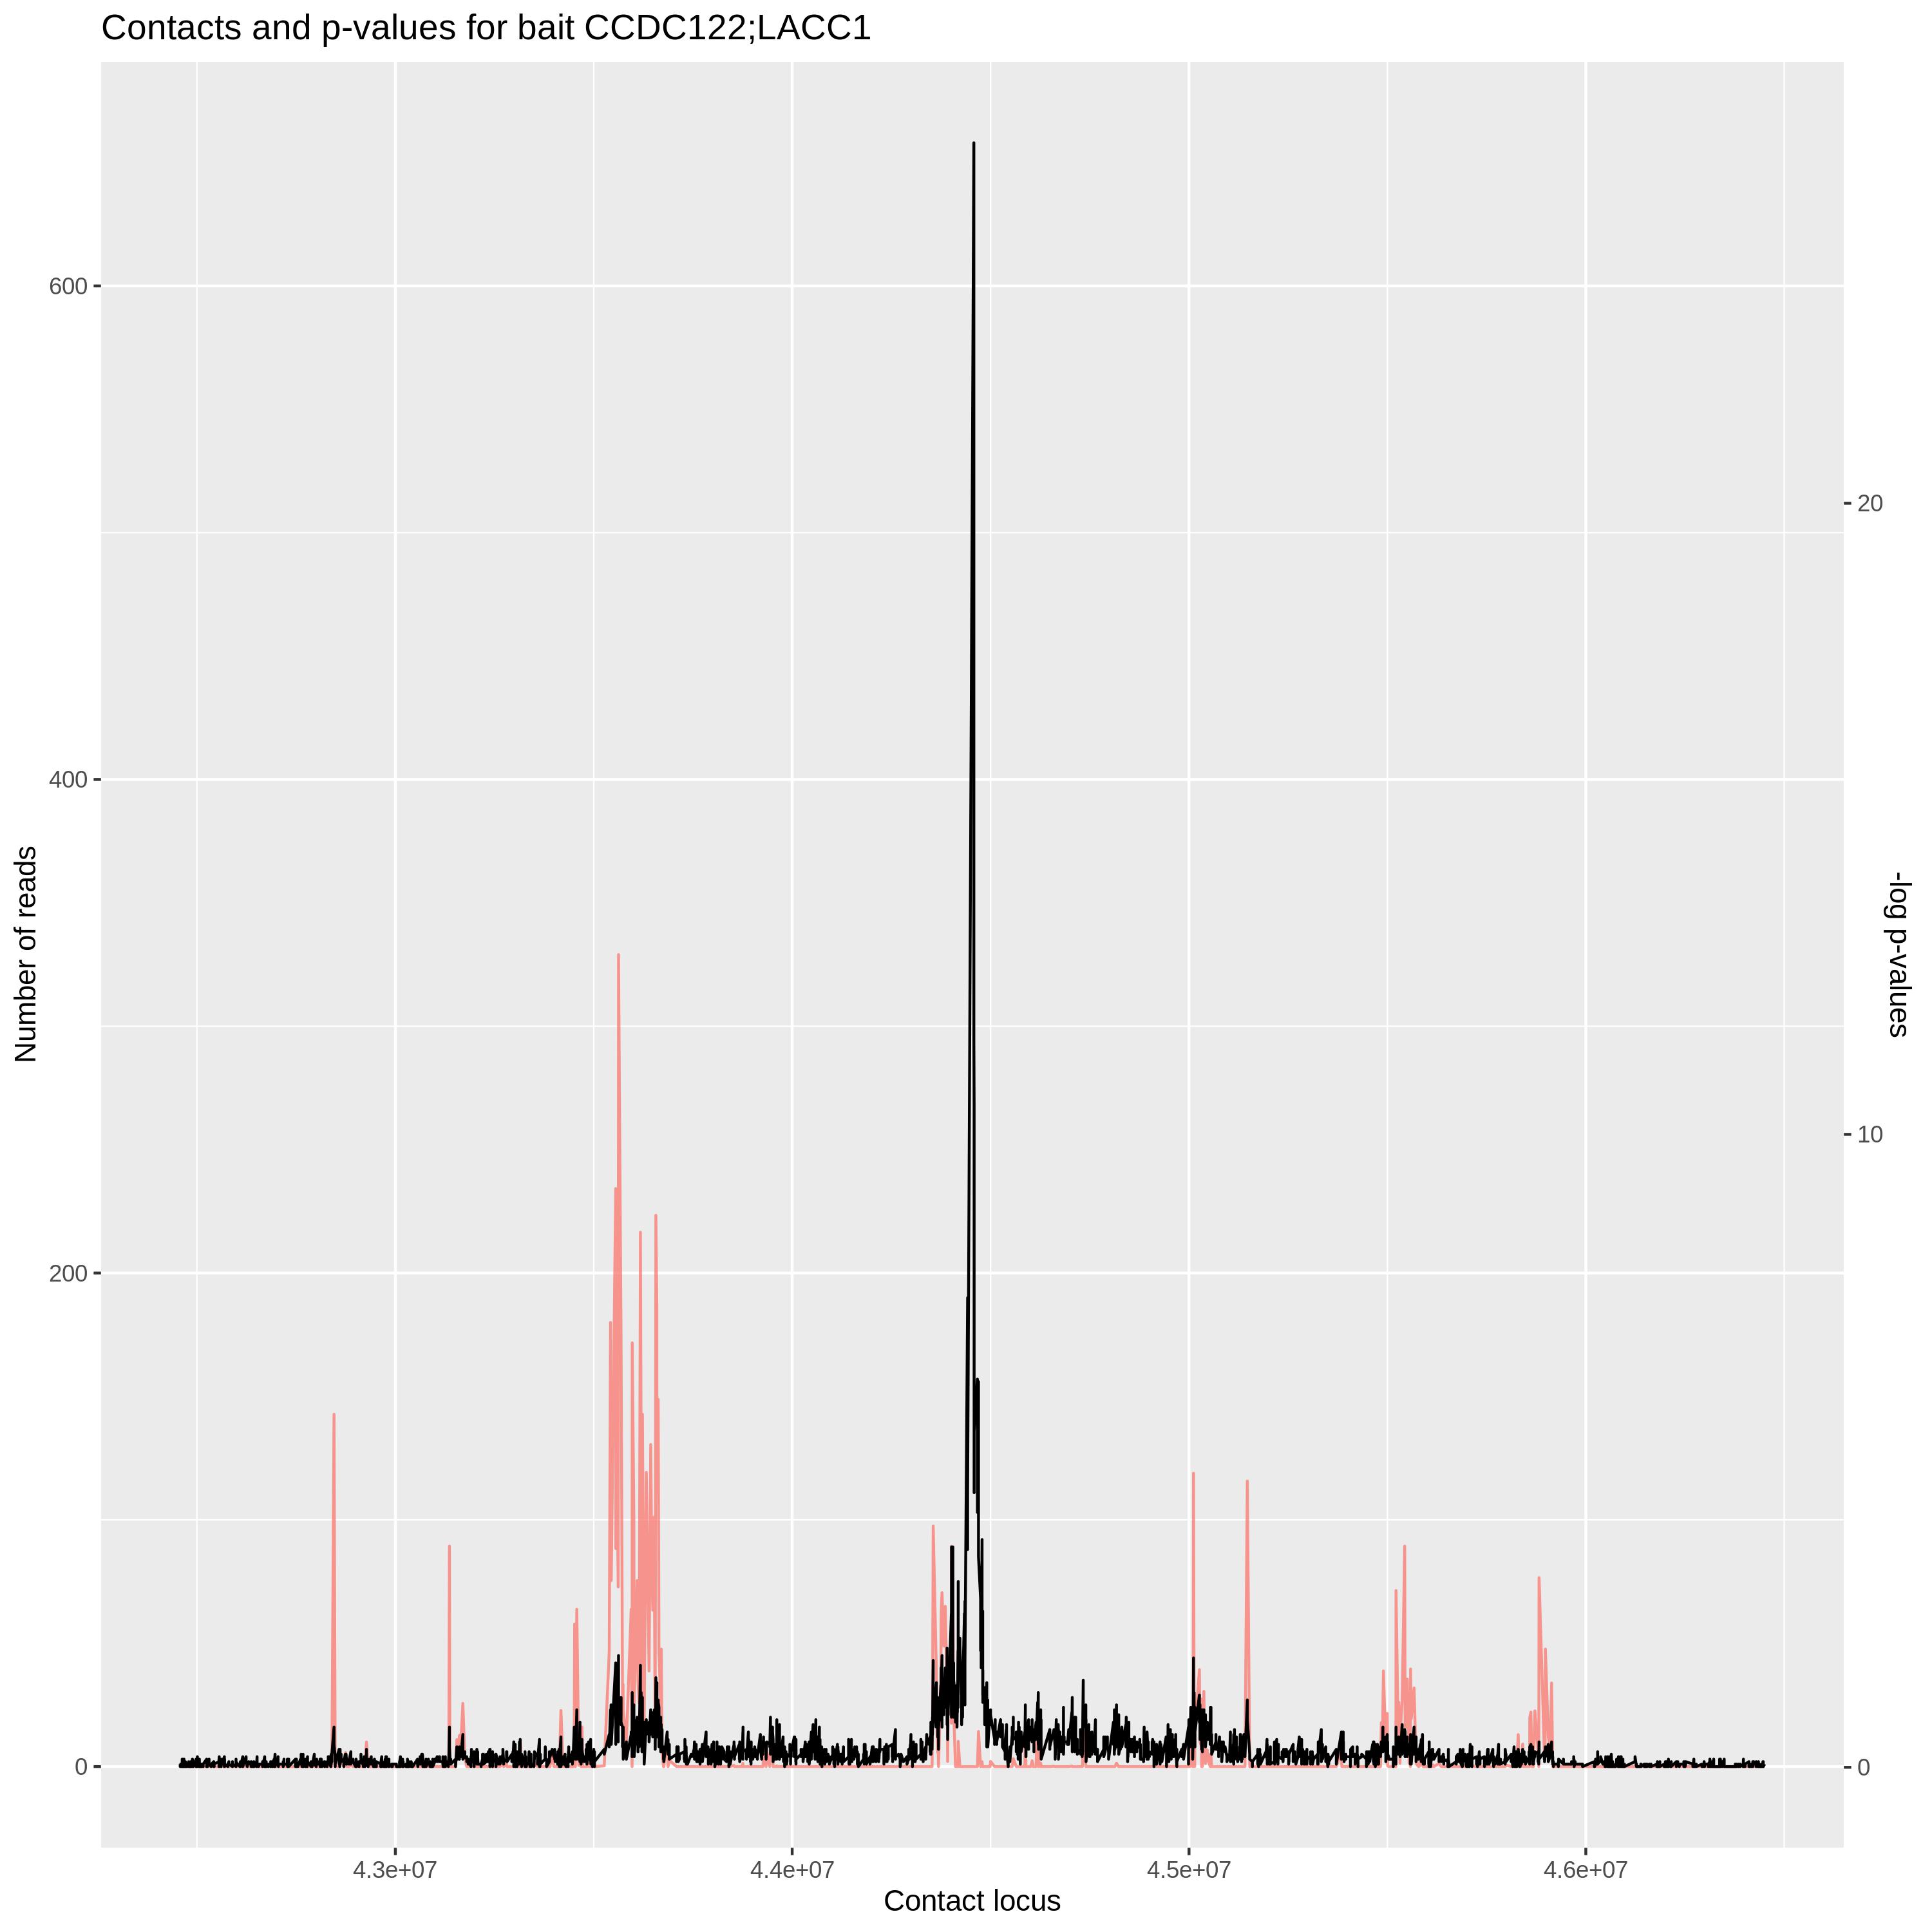 Contacts and p-values for bait CCDC122;LACC1
600
400
200
0
Number of reads
20
10
0
-log p-values
4.3e+07
4.4e+07
4.5e+07
4.6e+07
Contact locus